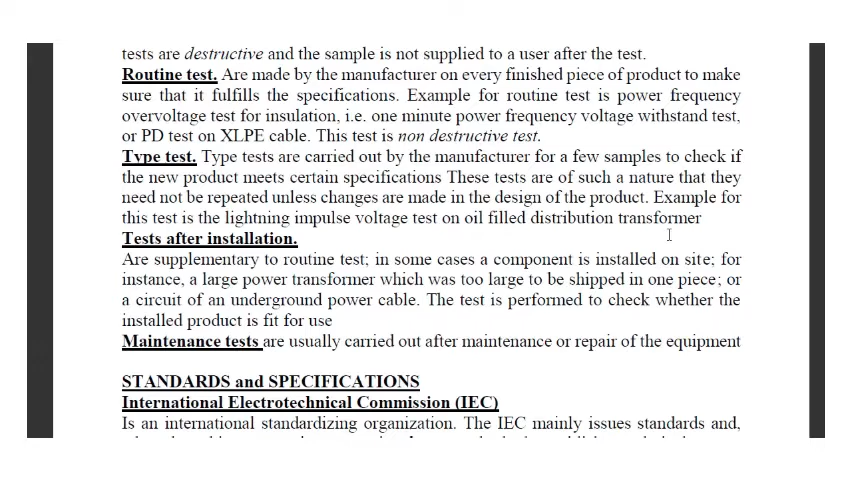 tests are destructive and the sample is not supplied to a user after the test.
Routine test. Are made by the manufacturer on every finished piece of product to make
sure that it fulfills the specifications. Example for routine test is power frequency
overvoltage test for insulation, i.e. one minute power frequency voltage withstand test,
or PD test on XLPE cable. This test is non destructive test.
Type test. Type tests are carried out by the manufacturer for a few samples to check if
the new product meets certain specifications These tests are of such a nature that they
need not be repeated unless changes are made in the design of the product. Example for
this test is the lightning impulse voltage test on oil filled distribution transformer
Tests after installation.
Are supplementary to routine test; in some cases a component is installed on site; for
instance, a large power transformer which was too large to be shipped in one piece; or
a circuit of an underground power cable. The test is performed to check whether the
installed product is fit for use
Maintenance tests are usually carried out after maintenance or repair of the equipment
STANDARDS and SPECIFICATIONS
International Electrotechnical Commission (IEC)
Is an international standardizing organization. The IEC mainly issues standards and,